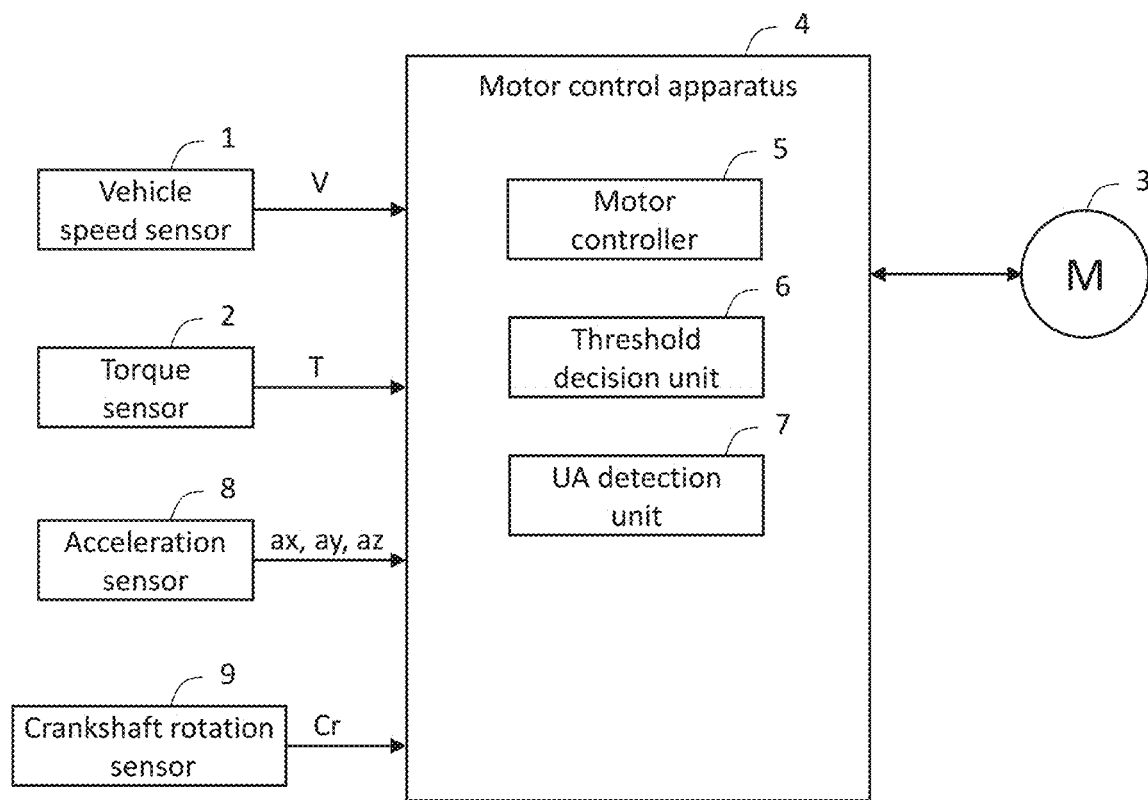 4
Motor control apparatus
1
Vehicle
speed sensor
V
5
Motor
controller
3
M
2
Torque
sensor
T
6
Threshold
decision unit
7
UA detection
unit
8
Acceleration
sensor
ax, ay, az
9
Crankshaft rotation
sensor
Cr